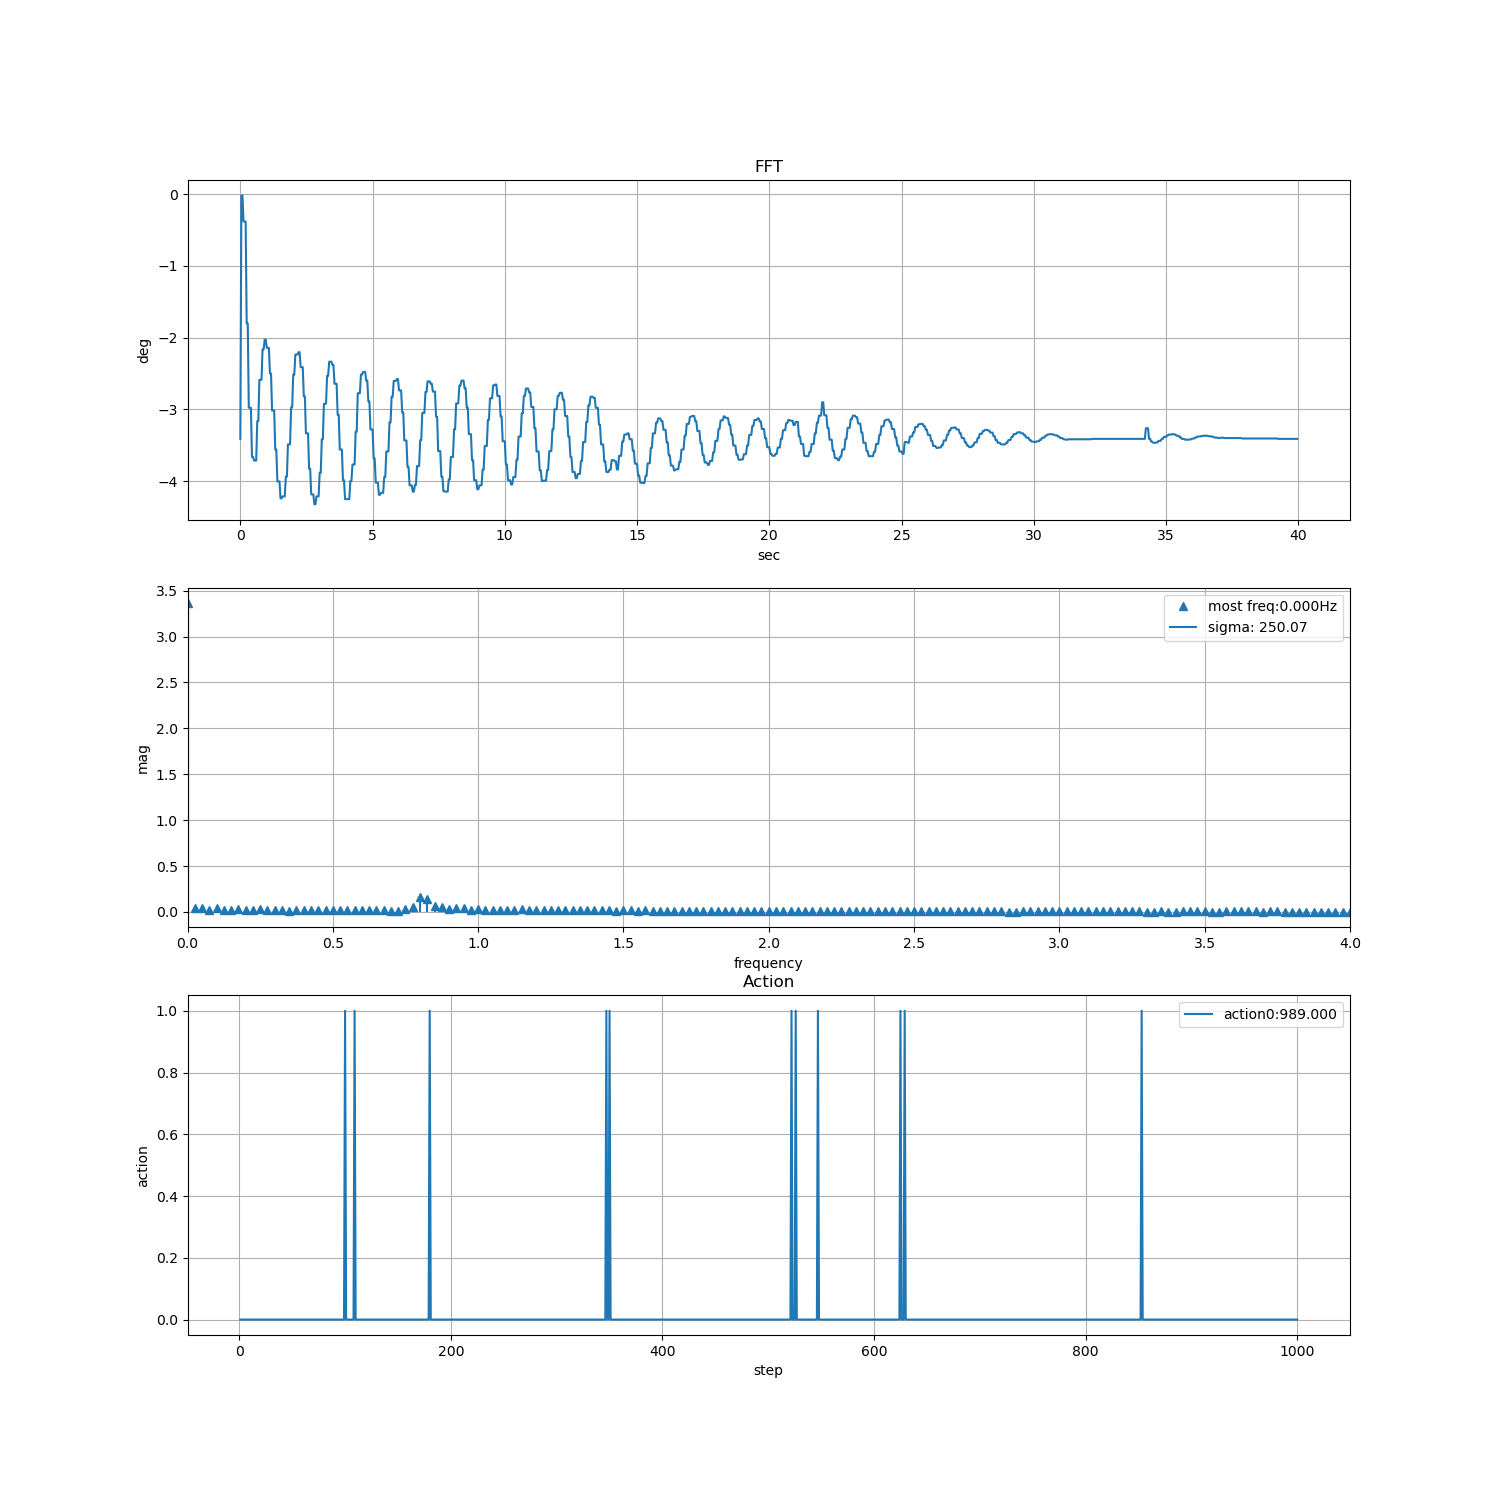 FFT
0
−1
−2
−3
−4
deg
0 5 10 15 20 25 30 35 40
sec
3.5
3.0
2.5
2.0
1.5
1.0
0.5
0.0
mag
most freq:0.000Hz
sigma: 250.07
0.0 0.5 1.0 1.5 2.0 2.5 3.0 3.5 4.0
frequency
Action
1.0
0.8
0.6
0.4
0.2
0.0
action
action0:989.000
0 200 400 600 800 1000
step